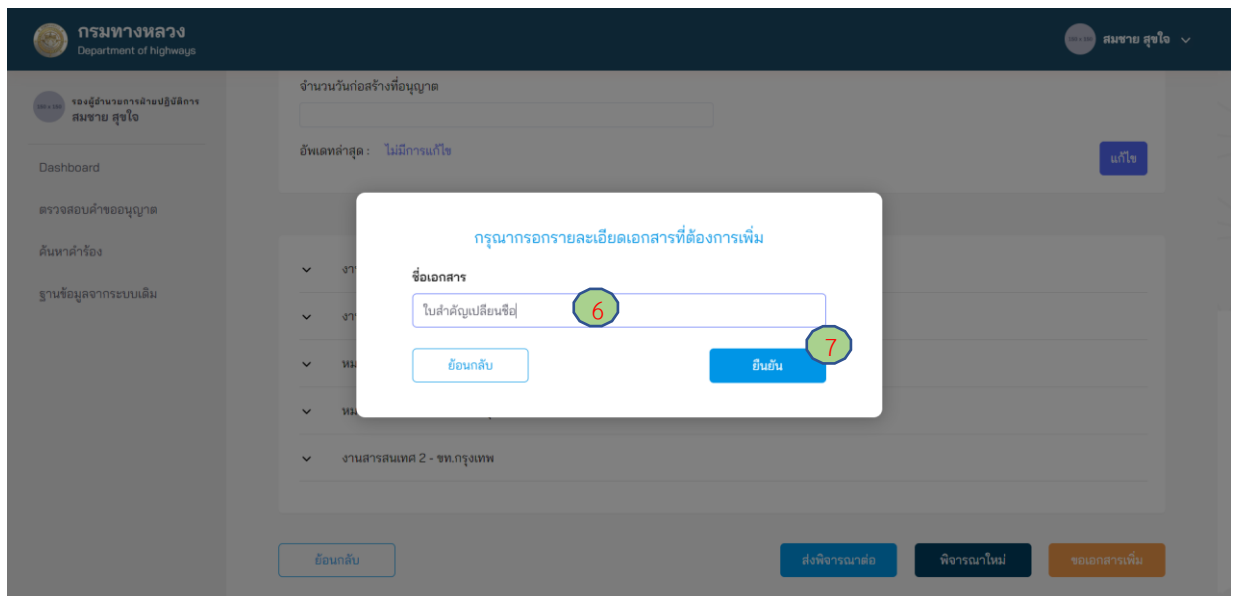 กรมทางหลวง
Department of highways
สมชาย สุขใจ
รองผู้อำนวยการฝ่ายปฏิบัติการ
สมชาย สุขใจ
Dashboard
ตรวจสอบคำขออนุญาต
ค้นหาคำร้อง
ฐานข้อมูลจากระบบเดิม
จำนวนวันก่อสร้างที่อนุญาต
อัพเดทล่าสุด : ไม่มีการแก้ไข
แก้ไข
กรุณากรอกรายละเอียดเอกสารที่ต้องการเพิ่ม
ชื่อเอกสาร
ใบสำคัญเปลี่ยนชื่อ 6
7
ย้อนกลับ ยืนยัน
งานสารสนเทศ 2 - ขท.กรุงเทพ
ย้อนกลับ ส่งพิจารณาต่อ พิจารณาใหม่ ขอเอกสารเพิ่ม